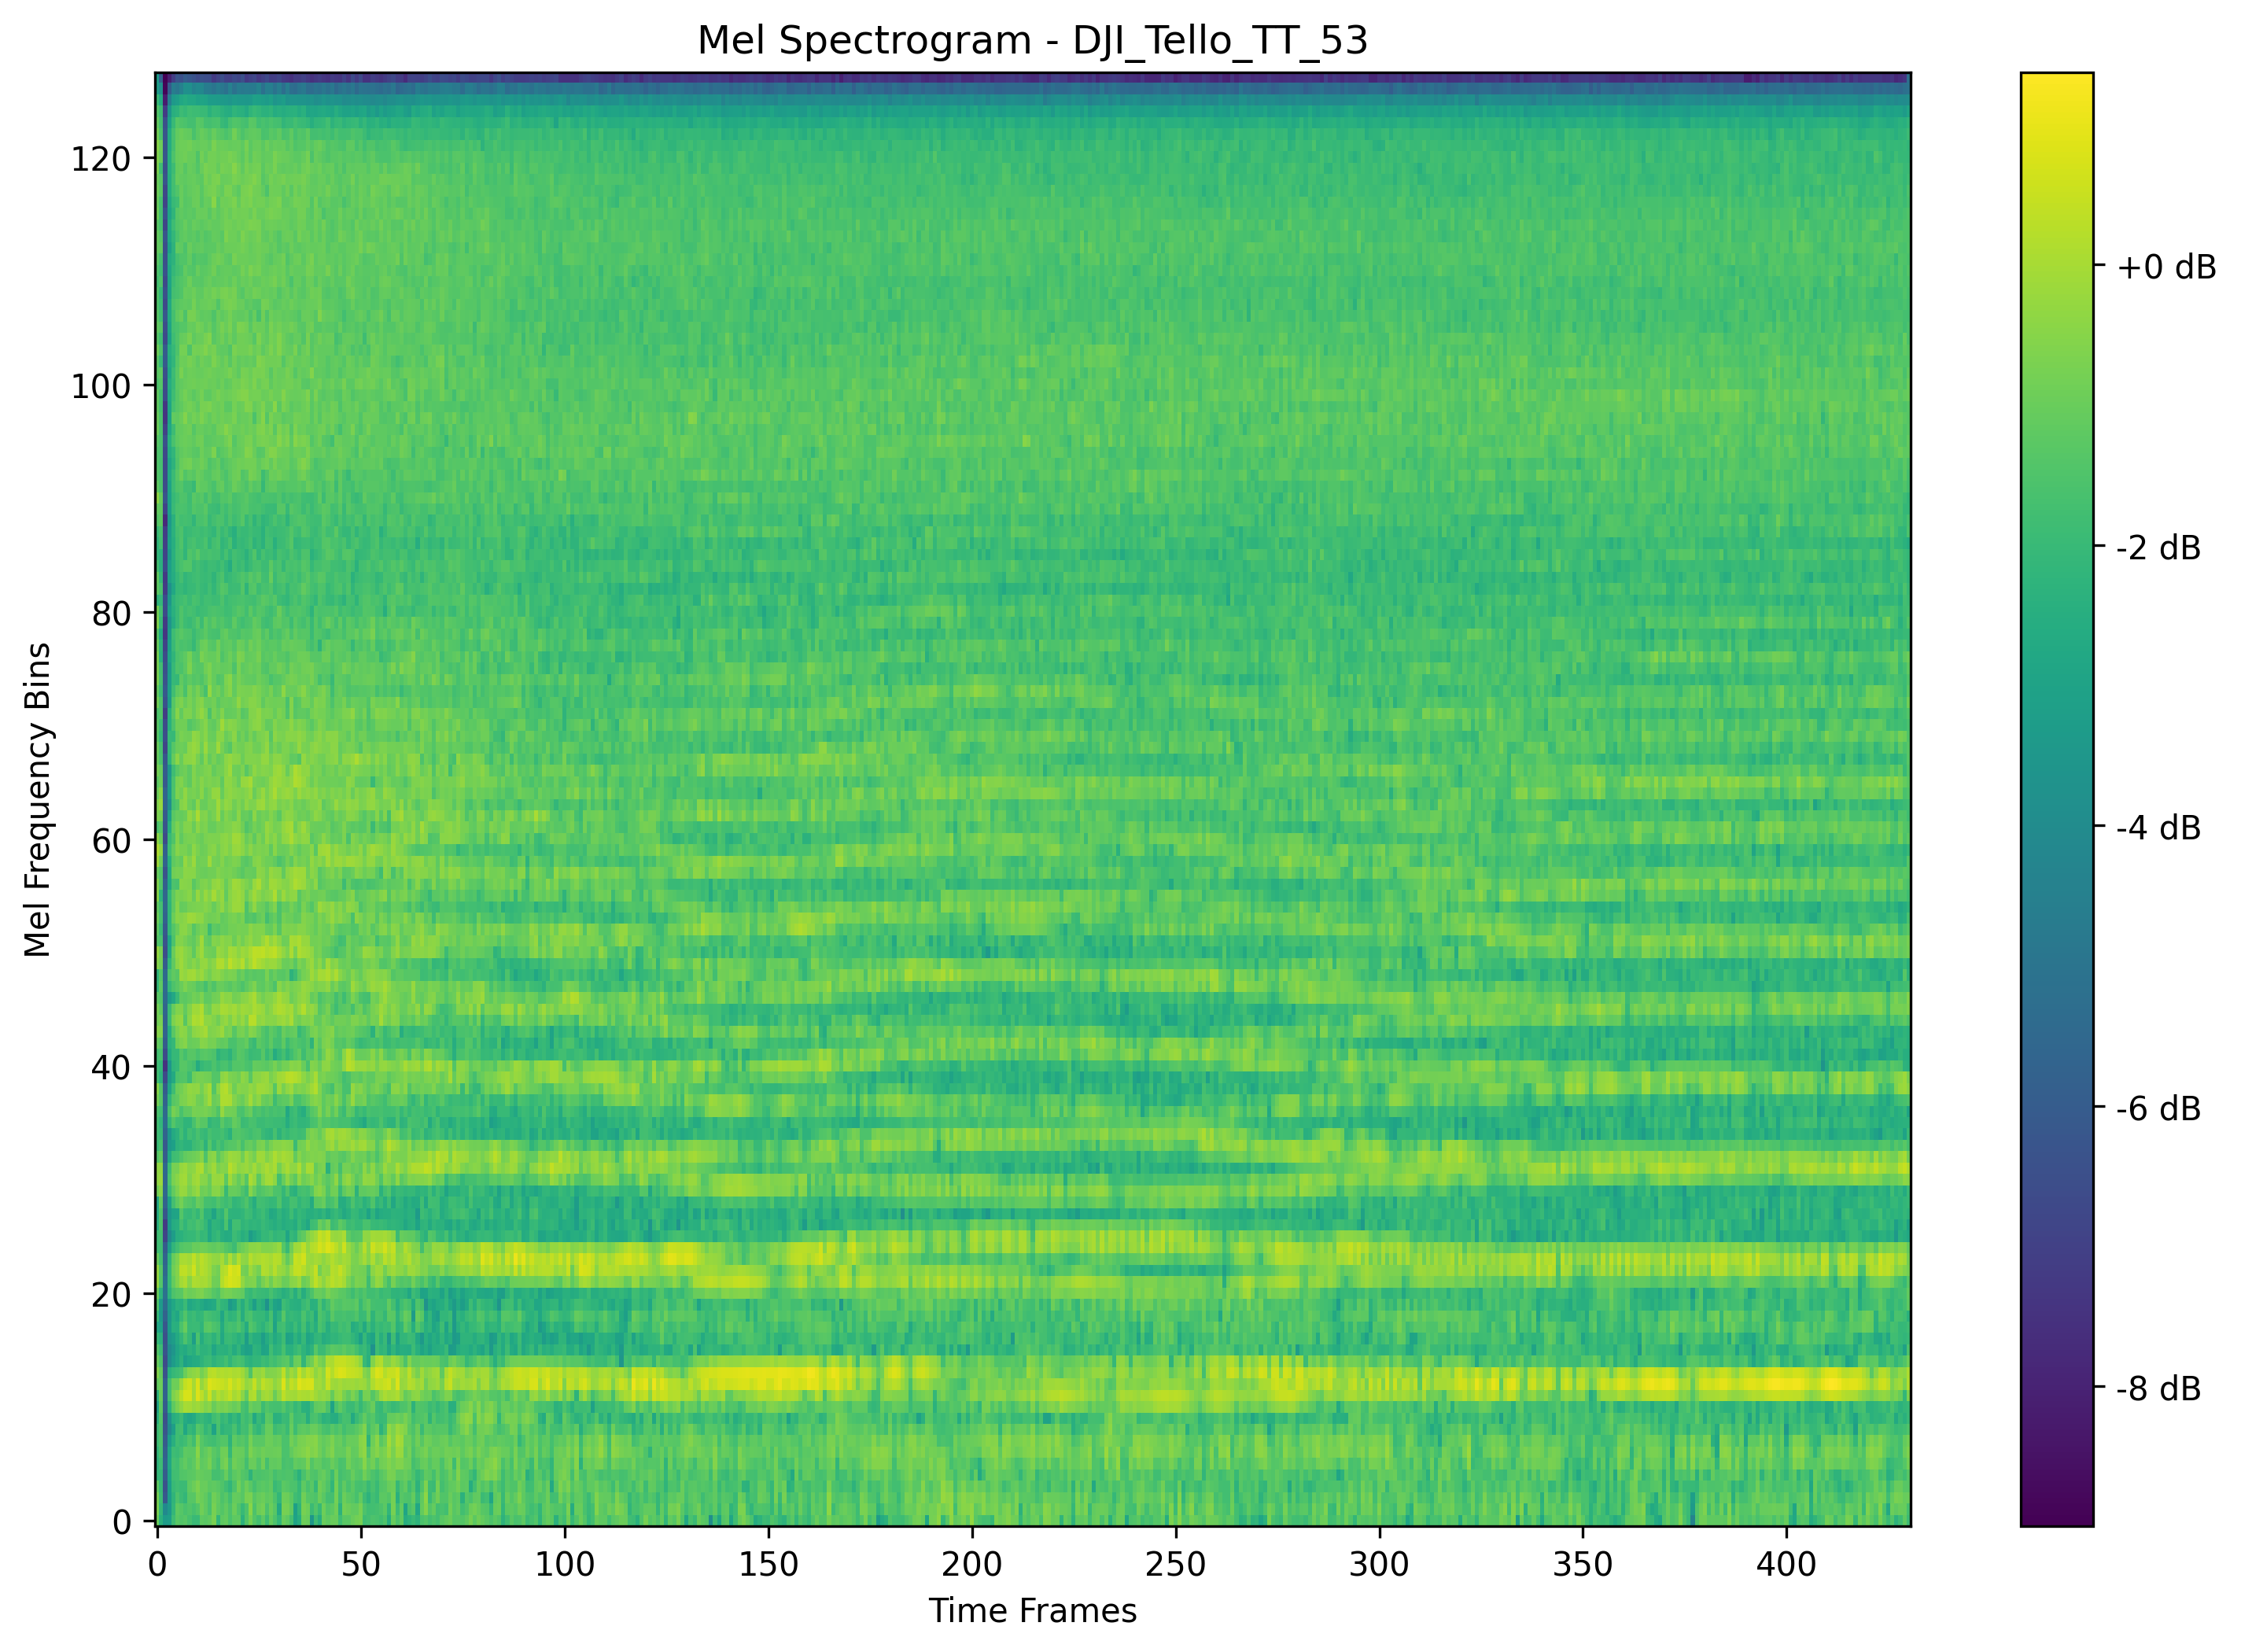 Mel Spectrogram - DJI_Tello_TT_53
Mel Frequency Bins
120
100
80
60
40
20
0
0 50 100 150 200 250 300 350 400
Time Frames
+0 dB
-2 dB
-4 dB
-6 dB
-8 dB